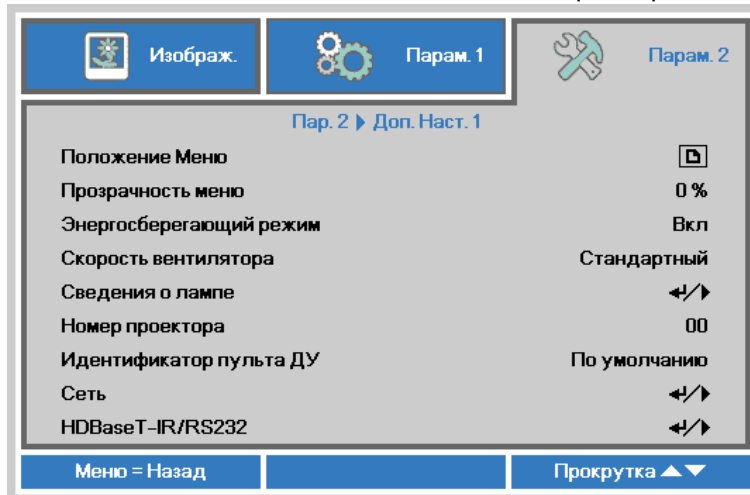 Изображ. Парам. 1 Парам. 2
Пар. 2 Доп. Наст. 1
Положение Меню
Прозрачность меню 0 %
Энергосберегающий режим Вкл
Скорость вентилятора Стандартный
Сведения о лампе
Номер проектора 00
Идентификатор пульта ДУ По умолчанию
Сеть
HDBaseT-IR/RS232
Меню = Назад Прокрутка